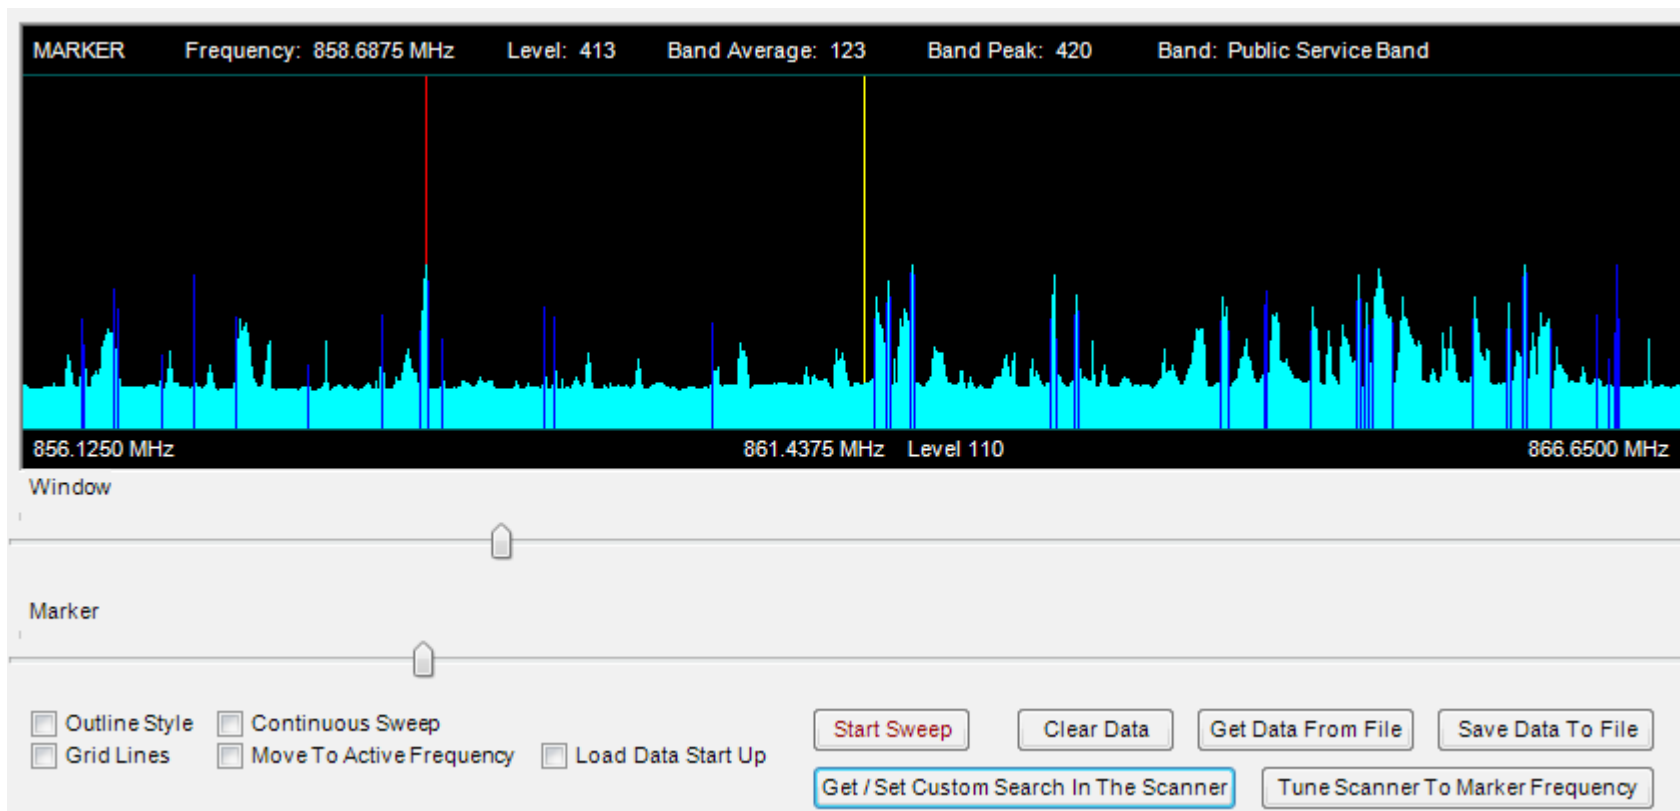 MARKER Frequency: 858.6875 MHz Level: 413 Band Average: 123 Band Peak: 420 Band: Public Service Band
856.1250 MHz 861.4375 MHz Level 110 866.6500 MHz
Window
Marker
Outline Style Continuous Sweep
Grid Lines Move To Active Frequency Load Data Start Up
Start Sweep Clear Data Get Data From File Save Data To File
Get / Set Custom Search In The Scanner Tune Scanner To Marker Frequency